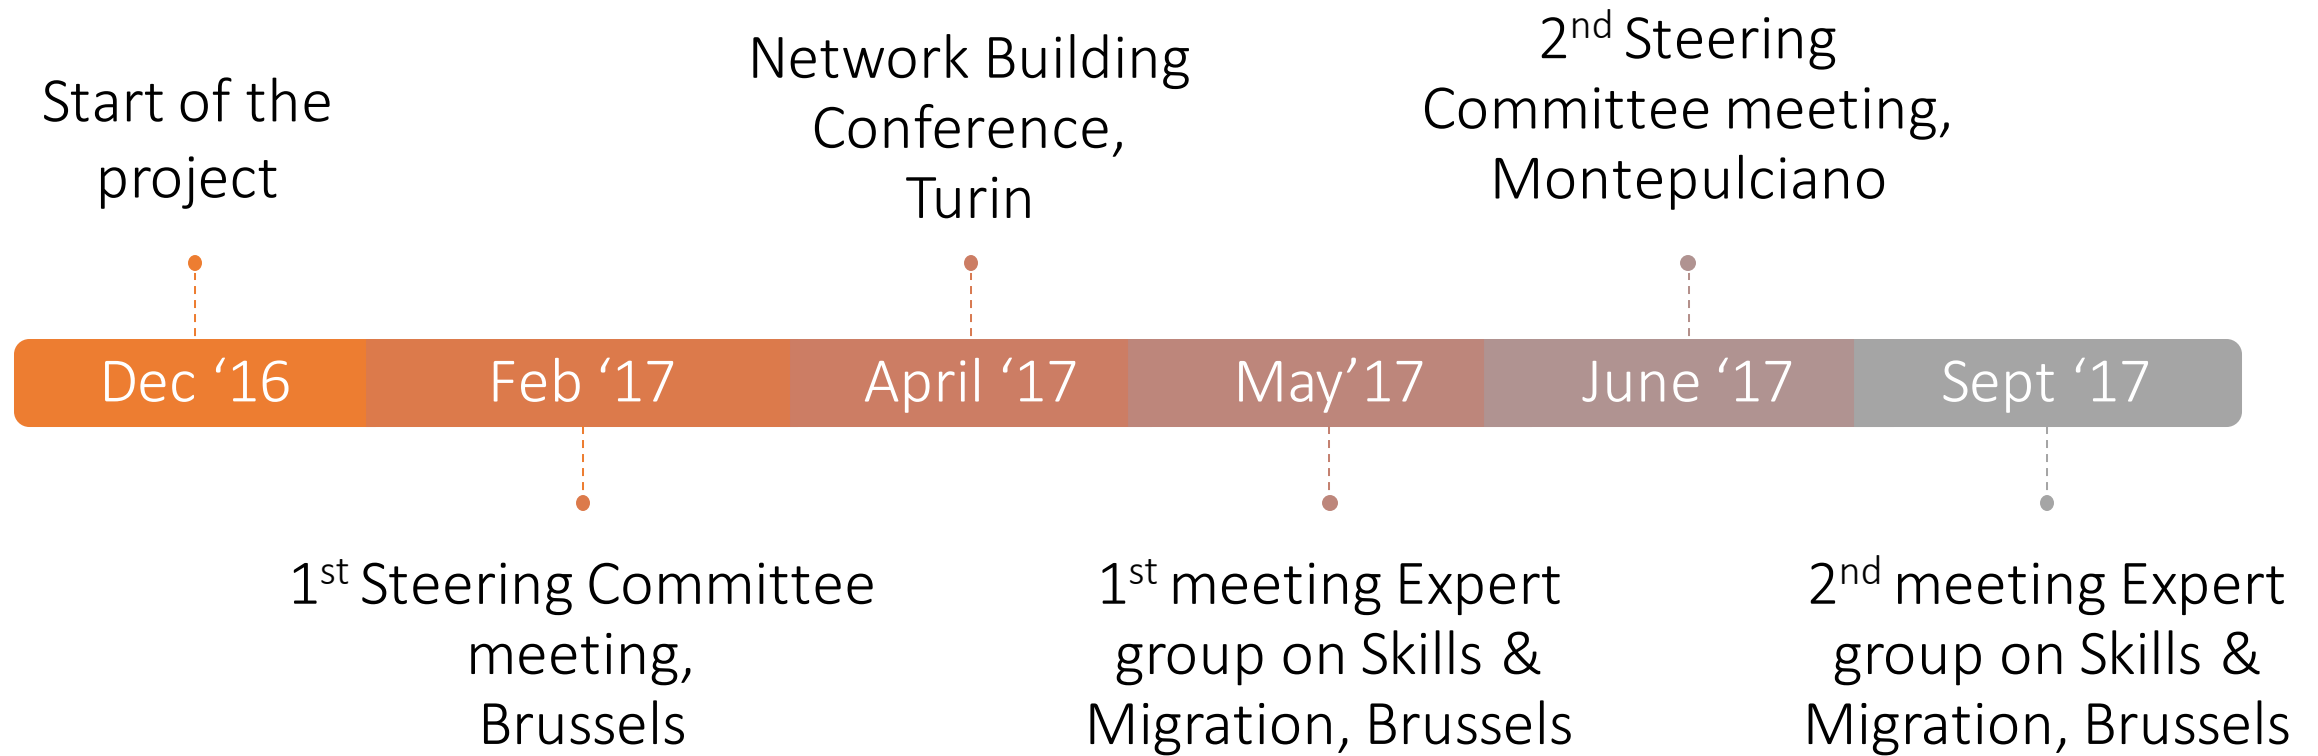 Start of the
project
Network Building
Conference,
Turin
2nd Steering
Committee meeting,
Montepulciano
Dec ‘16
Feb ‘17
April ‘17
May’17
June ‘17
Sept ‘17
1st Steering Committee
meeting,
Brussels
1st meeting Expert
group on Skills &
Migration, Brussels
2nd meeting Expert
group on Skills &
Migration, Brussels